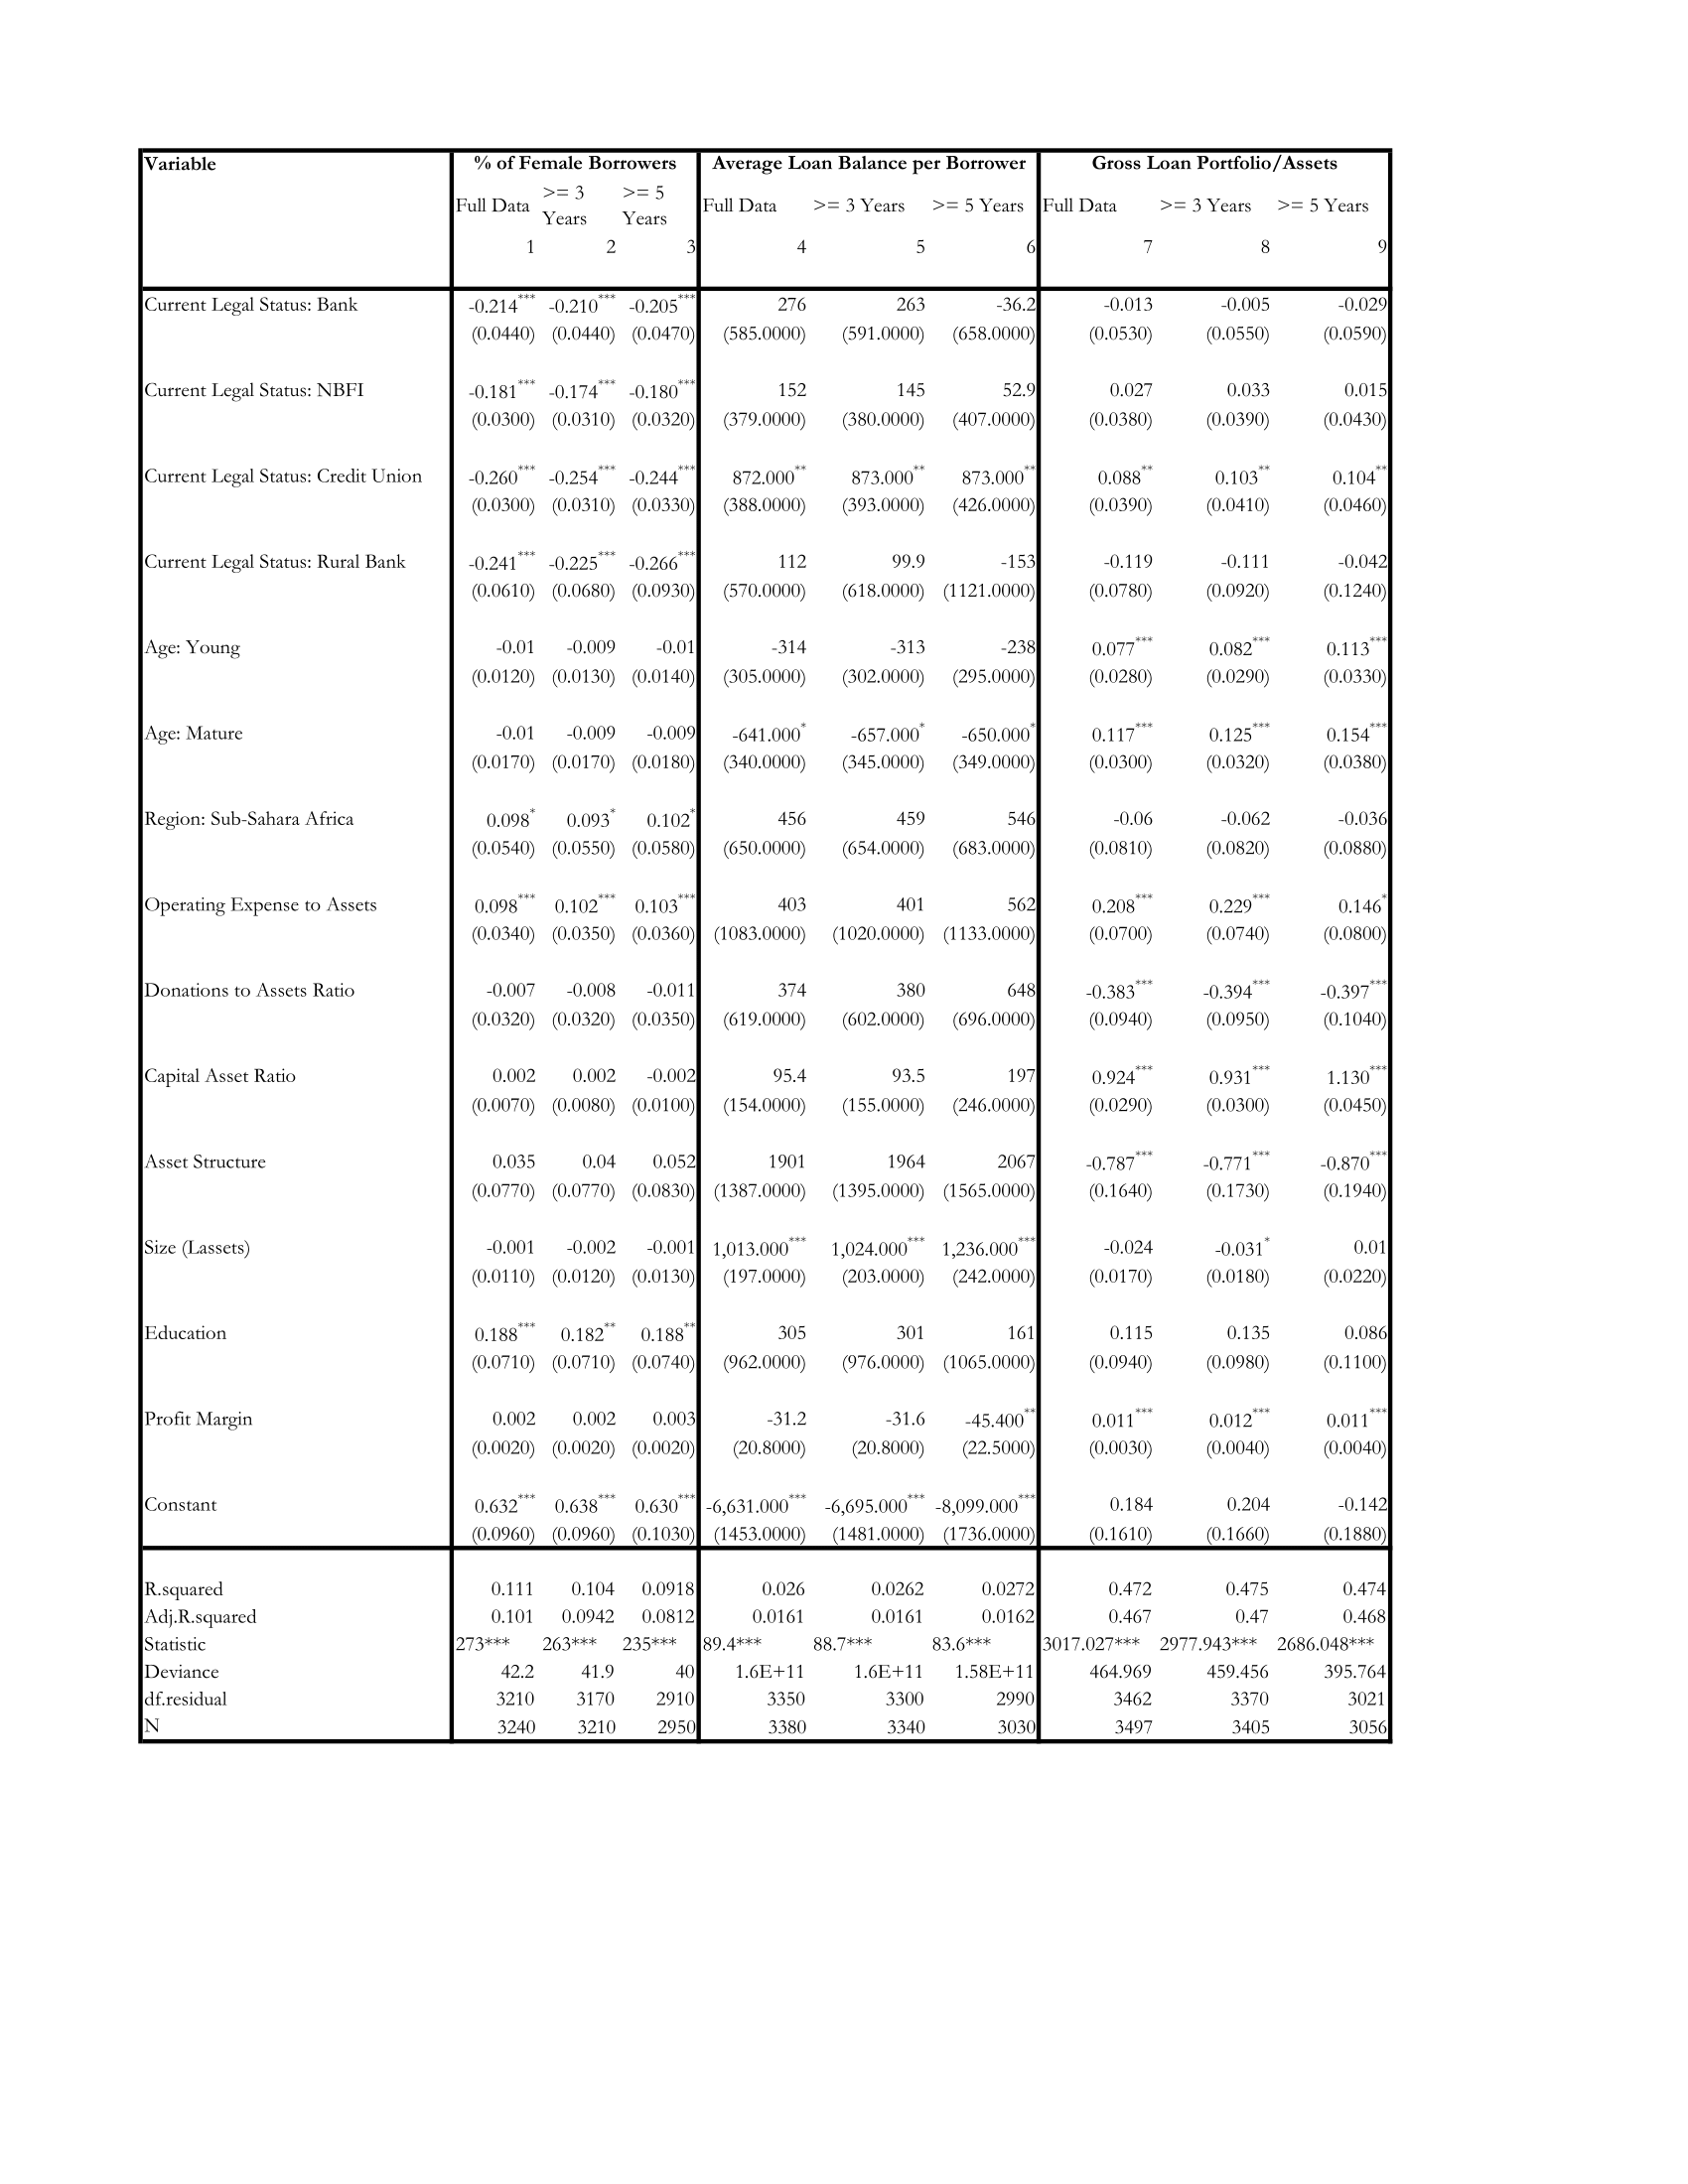 Variable % of Female Borrowers Average Loan Balance per Borrower Gross Loan Portfolio/Assets
Full Data >= 3 Years >= 5 Years Full Data >= 3 Years >= 5 Years Full Data >= 3 Years >= 5 Years
1 2 3 4 5 6 7 8 9
Current Legal Status: Bank -0.214*** -0.210*** -0.205*** 276 263 -36.2 -0.013 -0.005 -0.029
(0.0440) (0.0440) (0.0470) (585.0000) (591.0000) (658.0000) (0.0530) (0.0550) (0.0590)
Current Legal Status: NBFI -0.181*** -0.174*** -0.180*** 152 145 52.9 0.027 0.033 0.015
(0.0300) (0.0310) (0.0320) (379.0000) (380.0000) (407.0000) (0.0380) (0.0390) (0.0430)
Current Legal Status: Credit Union -0.260*** -0.254*** -0.244*** 872.000** 873.000** 873.000** 0.088** 0.103** 0.104**
(0.0300) (0.0310) (0.0330) (388.0000) (393.0000) (426.0000) (0.0390) (0.0410) (0.0460)
Current Legal Status: Rural Bank -0.241*** -0.225*** -0.266*** 112 99.9 -153 -0.119 -0.111 -0.042
(0.0610) (0.0680) (0.0930) (570.0000) (618.0000) (1121.0000) (0.0780) (0.0920) (0.1240)
Age: Young -0.01 -0.009 -0.01 -314 -313 -238 0.077*** 0.082*** 0.113***
(0.0120) (0.0130) (0.0140) (305.0000) (302.0000) (295.0000) (0.0280) (0.0290) (0.0330)
Age: Mature -0.01 -0.009 -0.009 -641.000* -657.000* -650.000* 0.117*** 0.125*** 0.154***
(0.0170) (0.0170) (0.0180) (340.0000) (345.0000) (349.0000) (0.0300) (0.0320) (0.0380)
Region: Sub-Sahara Africa 0.098* 0.093* 0.102* 456 459 546 -0.06 -0.062 -0.036
(0.0540) (0.0550) (0.0580) (650.0000) (654.0000) (683.0000) (0.0810) (0.0820) (0.0880)
Operating Expense to Assets 0.098*** 0.102*** 0.103*** 403 401 562 0.208*** 0.229*** 0.146*
(0.0340) (0.0350) (0.0360) (1083.0000) (1020.0000) (1133.0000) (0.0700) (0.0740) (0.0800)
Donations to Assets Ratio -0.007 -0.008 -0.011 374 380 648 -0.383*** -0.394*** -0.397***
(0.0320) (0.0320) (0.0350) (619.0000) (602.0000) (696.0000) (0.0940) (0.0950) (0.1040)
Capital Asset Ratio 0.002 0.002 -0.002 95.4 93.5 197 0.924*** 0.931*** 1.130***
(0.0070) (0.0080) (0.0100) (154.0000) (155.0000) (246.0000) (0.0290) (0.0300) (0.0450)
Asset Structure 0.035 0.04 0.052 1901 1964 2067 -0.787*** -0.771*** -0.870***
(0.0770) (0.0770) (0.0830) (1387.0000) (1395.0000) (1565.0000) (0.1640) (0.1730) (0.1940)
Size (Lassets) -0.001 -0.002 -0.001 1,013.000*** 1,024.000*** 1,236.000*** -0.024 -0.031* 0.01
(0.0110) (0.0120) (0.0130) (197.0000) (203.0000) (242.0000) (0.0170) (0.0180) (0.0220)
Education 0.188*** 0.182** 0.188** 305 301 161 0.115 0.135 0.086
(0.0710) (0.0710) (0.0740) (962.0000) (976.0000) (1065.0000) (0.0940) (0.0980) (0.1100)
Profit Margin 0.002 0.002 0.003 -31.2 -31.6 -45.400** 0.011*** 0.012*** 0.011***
(0.0020) (0.0020) (0.0020) (20.8000) (20.8000) (22.5000) (0.0030) (0.0040) (0.0040)
Constant 0.632*** 0.638*** 0.630*** -6,631.000*** -6,695.000*** -8,099.000*** 0.184 0.204 -0.142
(0.0960) (0.0960) (0.1030) (1453.0000) (1481.0000) (1736.0000) (0.1610) (0.1660) (0.1880)
R.squared 0.111 0.104 0.0918 0.026 0.0262 0.0272 0.472 0.475 0.474
Adj.R.squared 0.101 0.0942 0.0812 0.0161 0.0161 0.0162 0.467 0.47 0.468
Statistic 273*** 263*** 235*** 89.4*** 88.7*** 83.6*** 3017.027*** 2977.943*** 2686.048***
Deviance 42.2 41.9 40 1.6E+11 1.6E+11 1.58E+11 464.969 459.456 395.764
df.residual 3210 3170 2910 3350 3300 2990 3462 3370 3021
N 3240 3210 2950 3380 3340 3030 3497 3405 3056